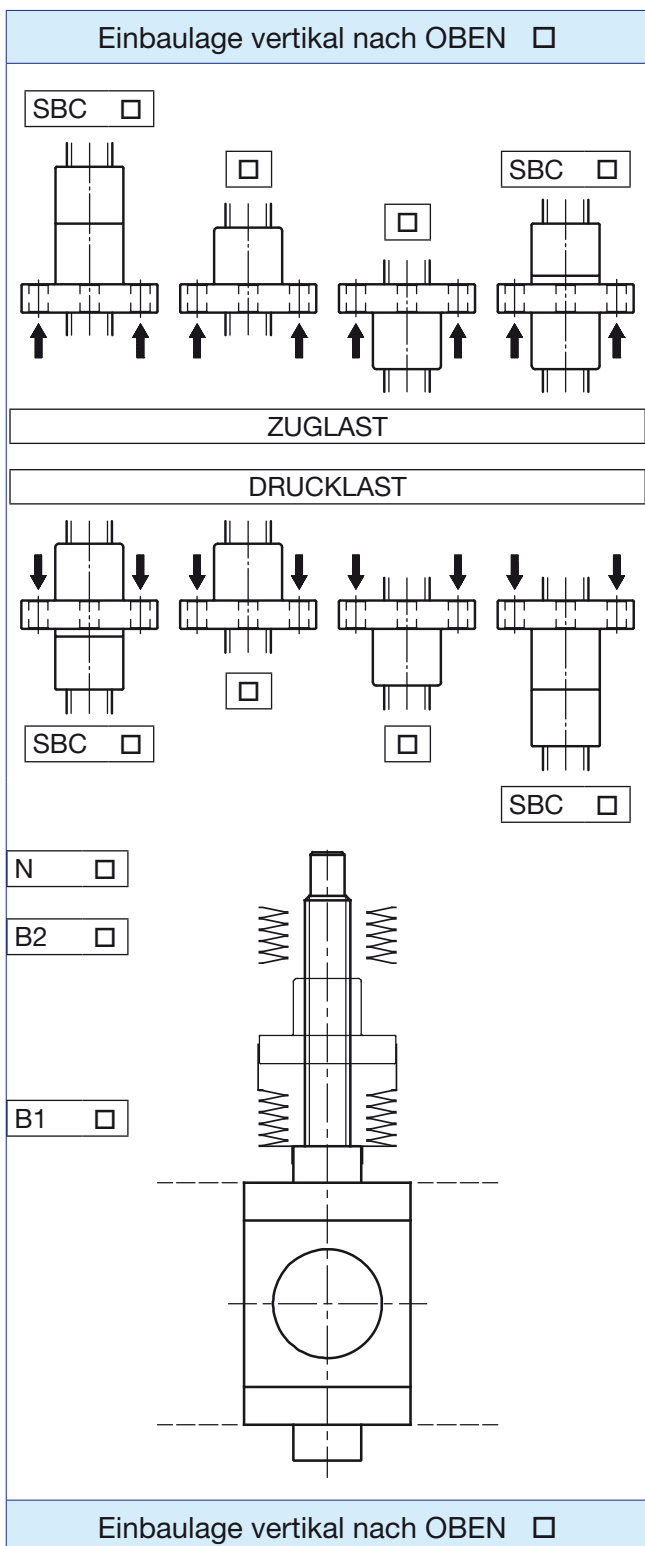 Einbaulage vertikal nach OBEN ☐
SBC ☐
☐
☐
SBC ☐
ZUGLAST
DRUCKLAST
SBC ☐
☐
☐
SBC ☐
N ☐
B2 ☐
B1 ☐
Einbaulage vertikal nach OBEN ☐